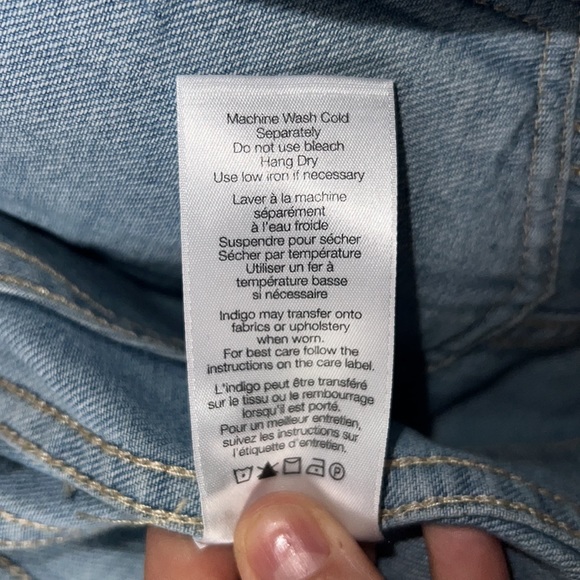 Machine Wash Cold
Separately
Do not use bleach
Hang Dry
Use low iron if necessary
Laver à la machine
séparément
à l'eau froide
Suspendre pour sécher
Sécher par température
Utiliser un fer à
température basse
si nécessaire
Indigo may transfer onto
fabrics or upholstery
when worn.
For best care follow the
instructions on the care label.
L'indigo peut être transféré
sur le tissu ou le rembourrage
lorsqu'il est porté.
Pour un meilleur entretien,
suivez les instructions sur
l'étiquette d'entretien.
P